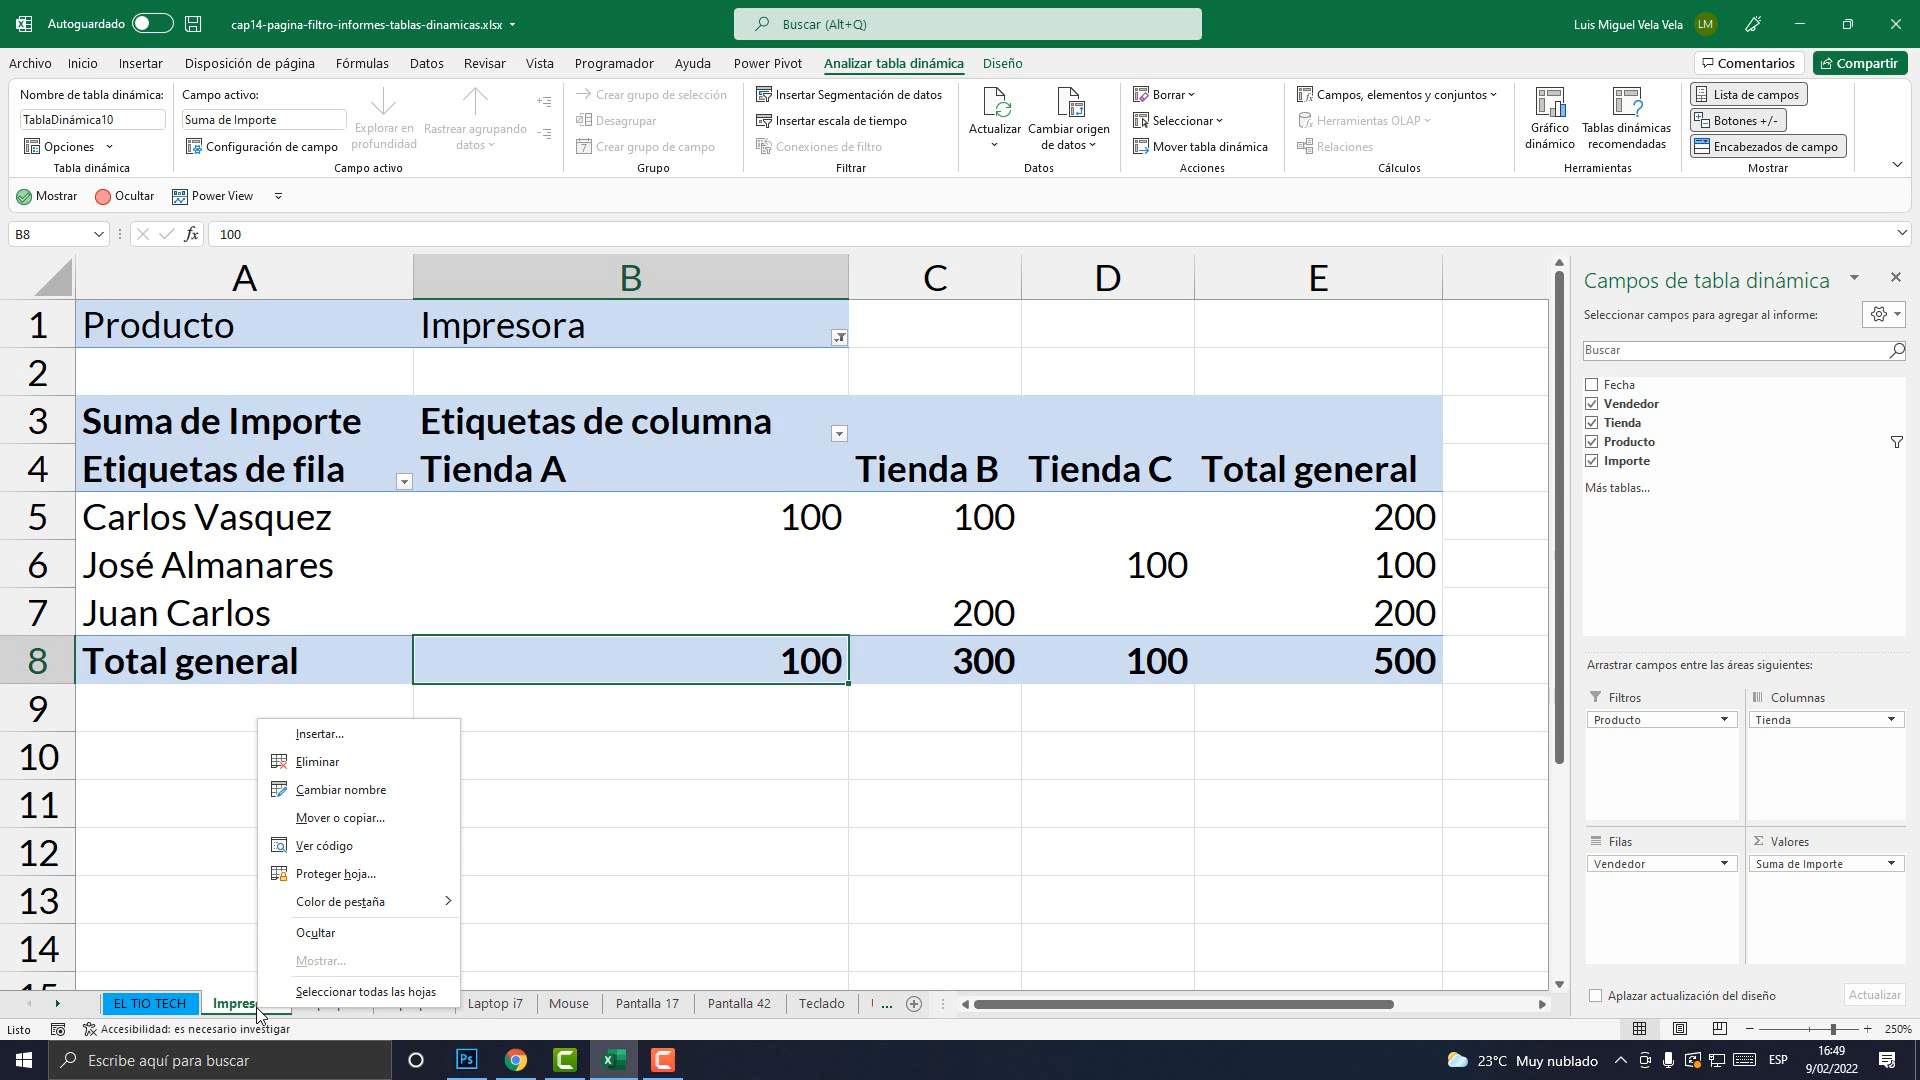 Autoguardado
cap14-pagina-filtro-informes-tablas-dinamicas.xlsx
Buscar (Alt+Q)
Luis Miguel Vela Vela
LM
Archivo Inicio Insertar Disposición de página Fórmulas Datos Revisar Vista Programador Ayuda Power Pivot Analizar tabla dinámica Diseño
Comentarios
Compartir
Nombre de tabla dinámica:
TablaDinámica10
Opciones
Tabla dinámica
Campo activo:
Suma de Importe
Configuración de campo
Explorar en profundidad
Rastrear agrupando datos
Campo activo
Crear grupo de selección
Desagrupar
Crear grupo de campo
Grupo
Insertar Segmentación de datos
Insertar escala de tiempo
Conexiones de filtro
Filtrar
Actualizar
Cambiar origen de datos
Datos
Borrar
Seleccionar
Mover tabla dinámica
Acciones
Campos, elementos y conjuntos
Herramientas OLAP
Relaciones
Cálculos
Gráfico dinámico
Tablas dinámicas recomendadas
Herramientas
Lista de campos
Botones +/-
Encabezados de campo
Mostrar
Mostrar Ocultar Power View
B8
fx
100
A B C D E
1 Producto Impresora
2
3 Suma de Importe Etiquetas de columna
4 Etiquetas de fila Tienda A Tienda B Tienda C Total general
5 Carlos Vasquez 100 100 200
6 José Almanares 100 100
7 Juan Carlos 200 200
8 Total general 100 300 100 500
9
10
11
12
13
14
Insertar...
Eliminar
Cambiar nombre
Mover o copiar...
Ver código
Proteger hoja...
Color de pestaña
Ocultar
Mostrar...
Seleccionar todas las hojas
Campos de tabla dinámica
Seleccionar campos para agregar al informe:
Buscar
Fecha
Vendedor
Tienda
Producto
Importe
Más tablas...
Arrastrar campos entre las áreas siguientes:
Filtros
Producto
Columnas
Tienda
Filas
Vendedor
Σ Valores
Suma de Importe
Aplazar actualización del diseño
Actualizar
EL TIO TECH Impres Laptop i7 Mouse Pantalla 17 Pantalla 42 Teclado ...
Listo
Accesibilidad: es necesario investigar
250%
Escribe aquí para buscar
Ps
23°C Muy nublado
ESP
16:49
9/02/2022